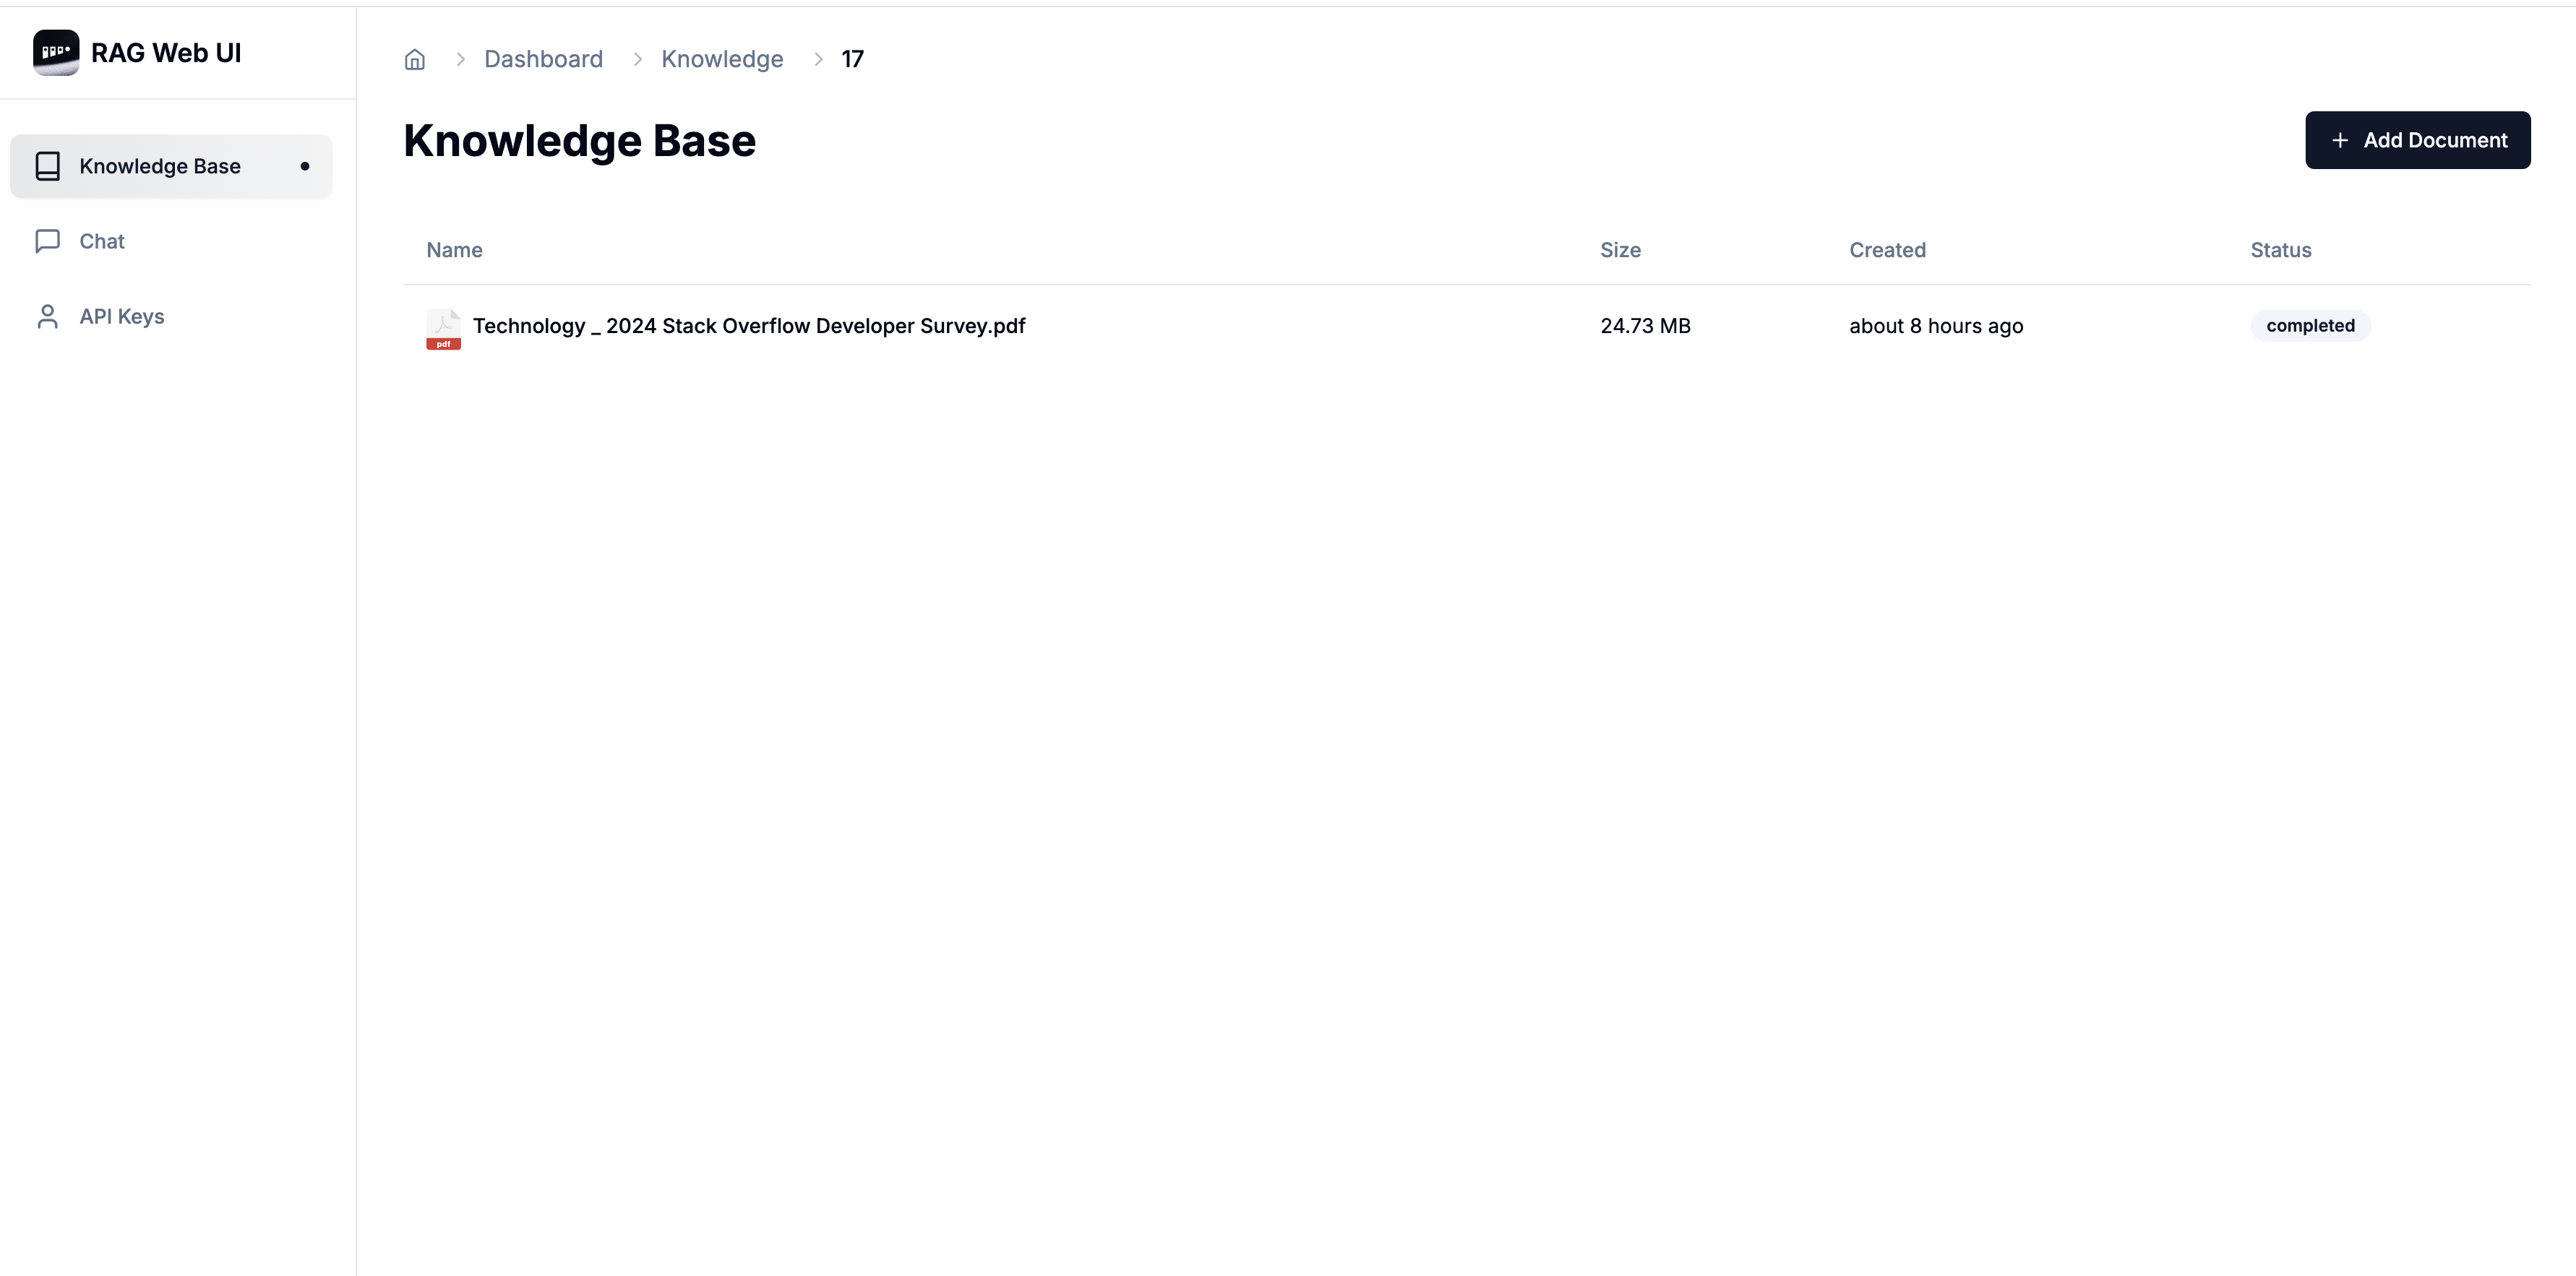 RAG Web UI
Knowledge Base
Chat
API Keys
Dashboard Knowledge 17
Knowledge Base
Add Document
Name Size Created Status
pdf Technology _ 2024 Stack Overflow Developer Survey.pdf 24.73 MB about 8 hours ago completed